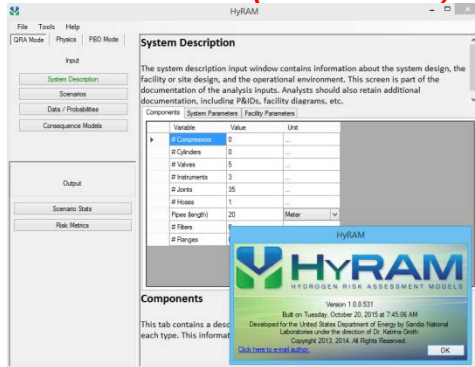 HyRAM
File Tools Help
QRA Mode Physics PBD Mode
Input
System Description
Scenarios
Data / Probabilities
Consequence Models
Output
Scenario Stats
Risk Metrics
System Description
The system description input window contains information about the system design, the
facility or site design, and the operational environment. This screen is part of the
documentation of the analysis inputs. Analysts should also retain additional
documentation, including P&IDs, facility diagrams, etc.
Components System Parameters Facility Parameters
Variable Value Unit
# Compressors 0 ...
# Cylinders 0 ...
# Valves 5 ...
# Instruments 3 ...
# Joints 35 ...
# Hoses 1 ...
Pipes (length) 20 Meter
# Filters
# Flanges
Components
This tab contains a desc
each type. This informat
HyRAM
HYRAM
HYDROGEN RISK ASSESSMENT MODELS
Version 1.0.0.531
Built on Tuesday, October 20, 2015 at 7:45:06 AM
Developed for the United States Department of Energy by Sandia National
Laboratories under the direction of Dr. Katrina Groth
Copyright 2013, 2014. All Rights Reserved.
Click here to e-mail author.
OK